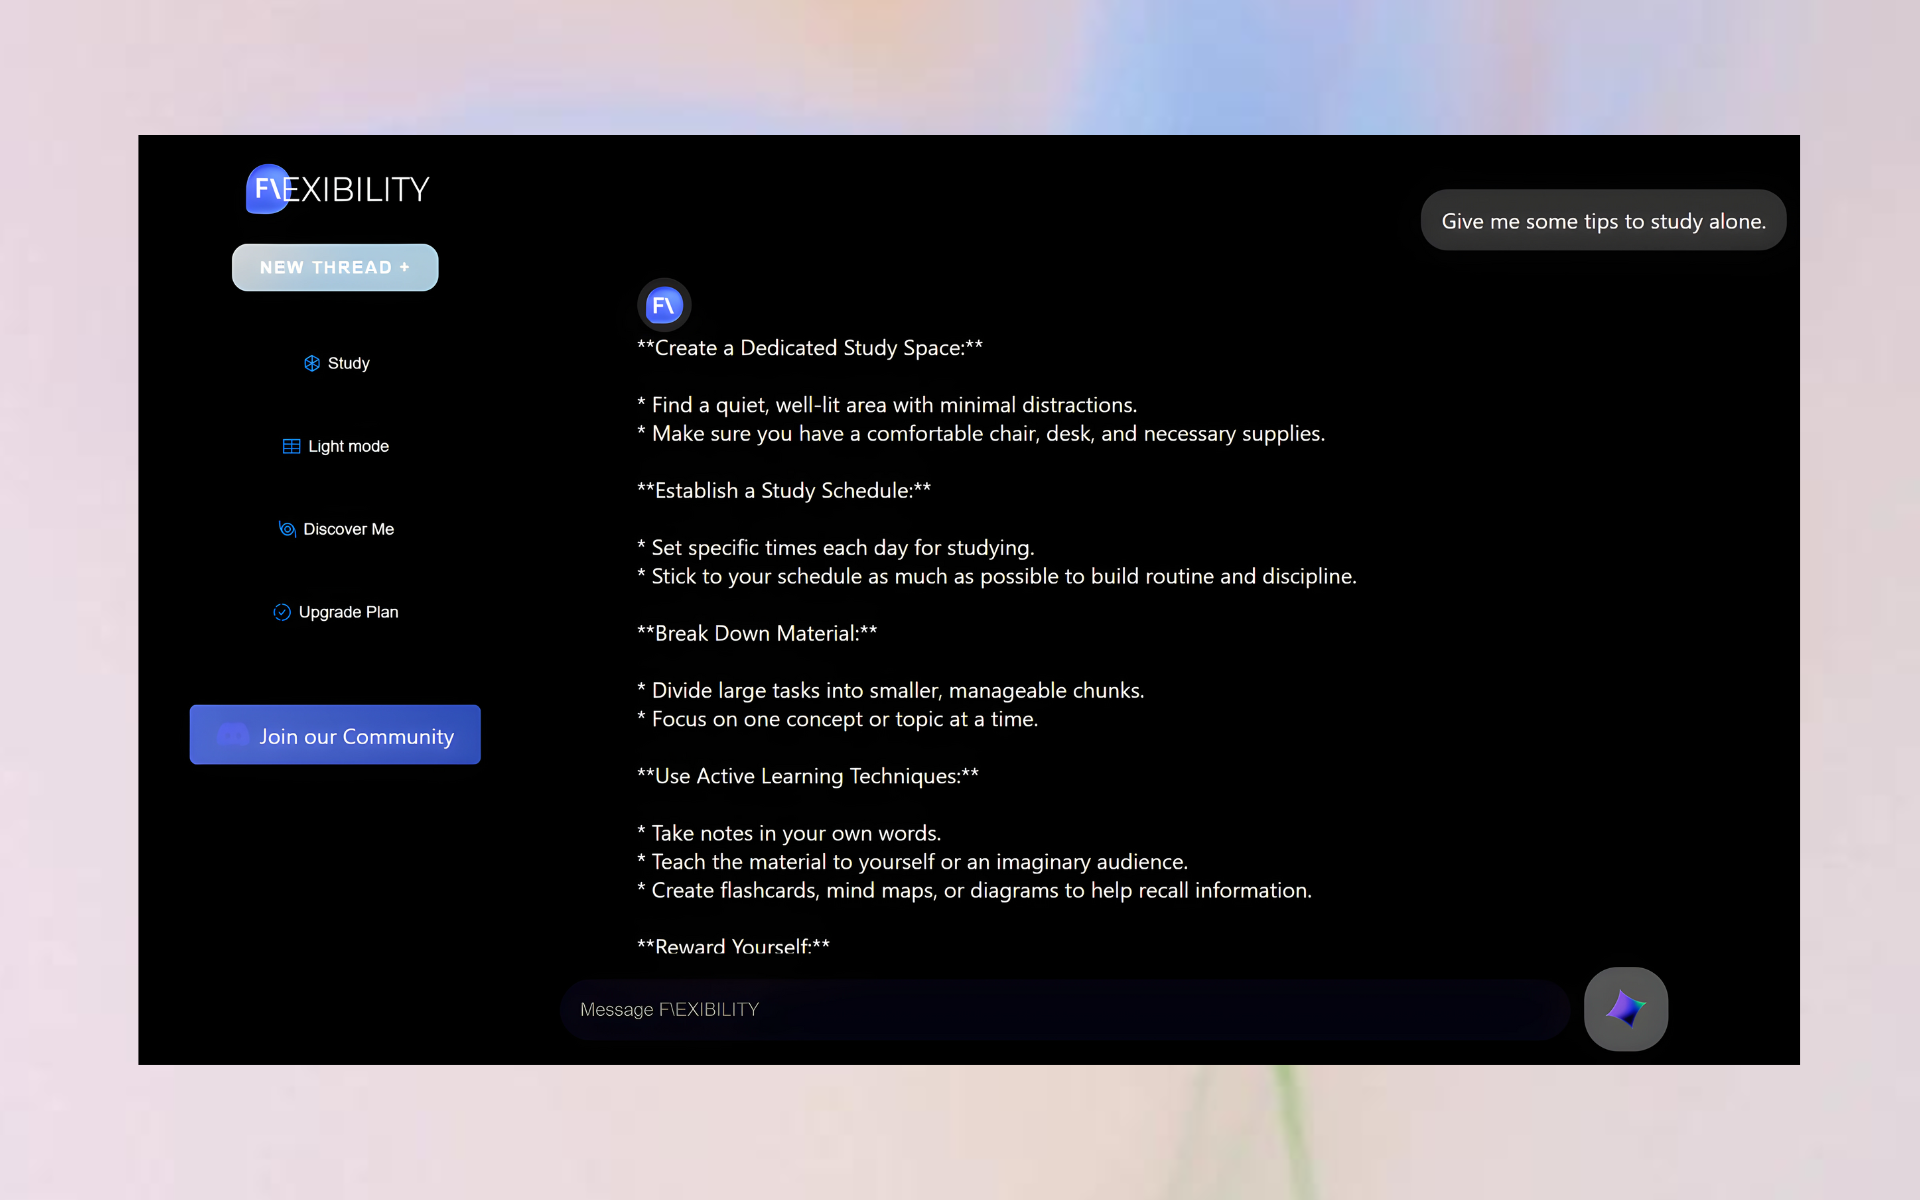 F\EXIBILITY
NEW THREAD +
Study
Light mode
Discover Me
Upgrade Plan
Join our Community
Give me some tips to study alone.
F\
**Create a Dedicated Study Space:**
* Find a quiet, well-lit area with minimal distractions.
* Make sure you have a comfortable chair, desk, and necessary supplies.
**Establish a Study Schedule:**
* Set specific times each day for studying.
* Stick to your schedule as much as possible to build routine and discipline.
**Break Down Material:**
* Divide large tasks into smaller, manageable chunks.
* Focus on one concept or topic at a time.
**Use Active Learning Techniques:**
* Take notes in your own words.
* Teach the material to yourself or an imaginary audience.
* Create flashcards, mind maps, or diagrams to help recall information.
**Reward Yourself:**
Message F\EXIBILITY